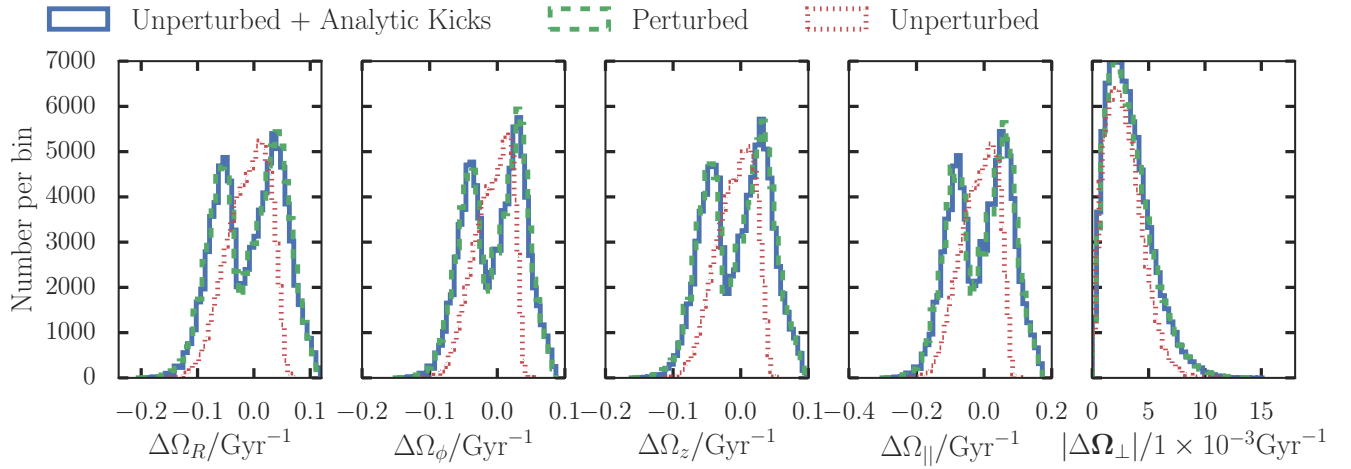 Unperturbed + Analytic Kicks Perturbed Unperturbed
Number per bin
7000
6000
5000
4000
3000
2000
1000
0
−0.2 −0.1 0.0 0.1
ΔΩ_R/Gyr⁻¹
−0.2 −0.1 0.0 0.1
ΔΩ_ϕ/Gyr⁻¹
−0.2 −0.1 0.0 0.1
ΔΩ_z/Gyr⁻¹
−0.4 −0.2 0.0 0.2
ΔΩ_||/Gyr⁻¹
0 5 10 15
|ΔΩ_⊥|/1 × 10⁻³Gyr⁻¹